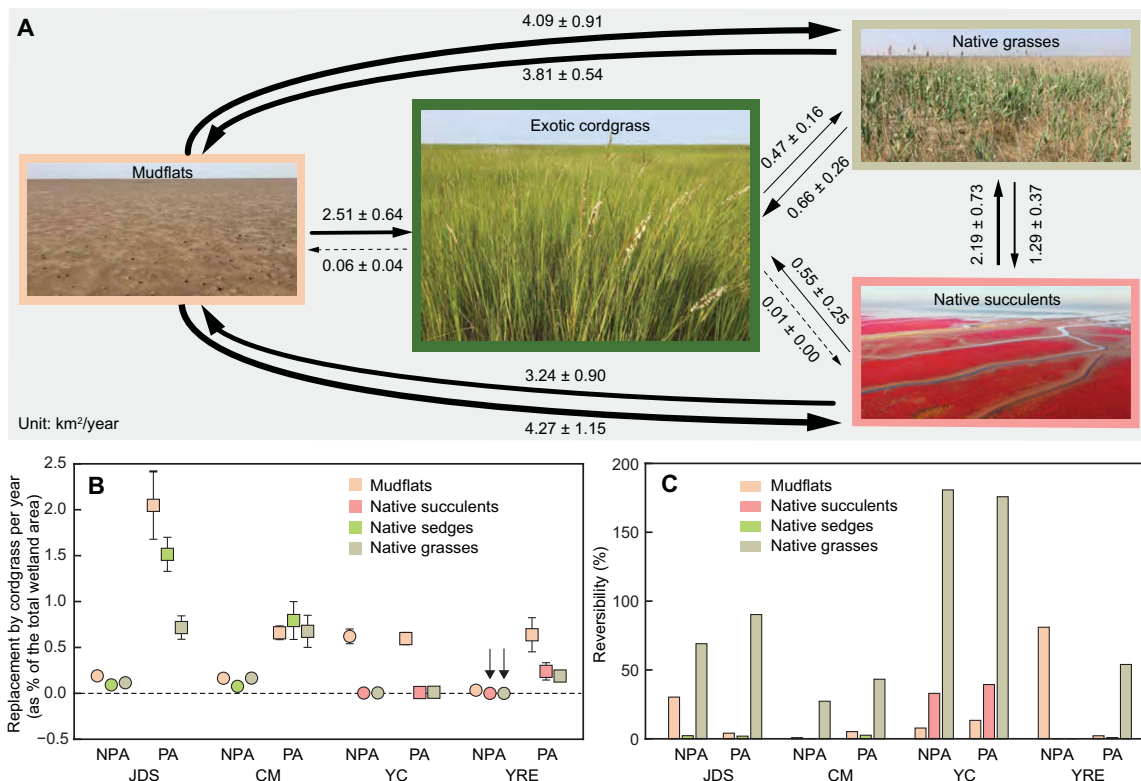 A
4.09 ± 0.91
3.81 ± 0.54
Native grasses
Exotic cordgrass
0.47 ± 0.16
0.66 ± 0.26
Mudflats
2.51 ± 0.64
0.06 ± 0.04
2.19 ± 0.73
1.29 ± 0.37
0.55 ± 0.25
0.01 ± 0.00
Native succulents
3.24 ± 0.90
4.27 ± 1.15
Unit: km²/year
B
Replacement by cordgrass per year
(as % of the total wetland area)
2.5
2.0
1.5
1.0
0.5
0.0
−0.5
Mudflats
Native succulents
Native sedges
Native grasses
NPA PA NPA PA NPA PA NPA PA
JDS CM YC YRE
C
Reversibility (%)
200
150
100
50
0
Mudflats
Native succulents
Native sedges
Native grasses
NPA PA NPA PA NPA PA NPA PA
JDS CM YC YRE